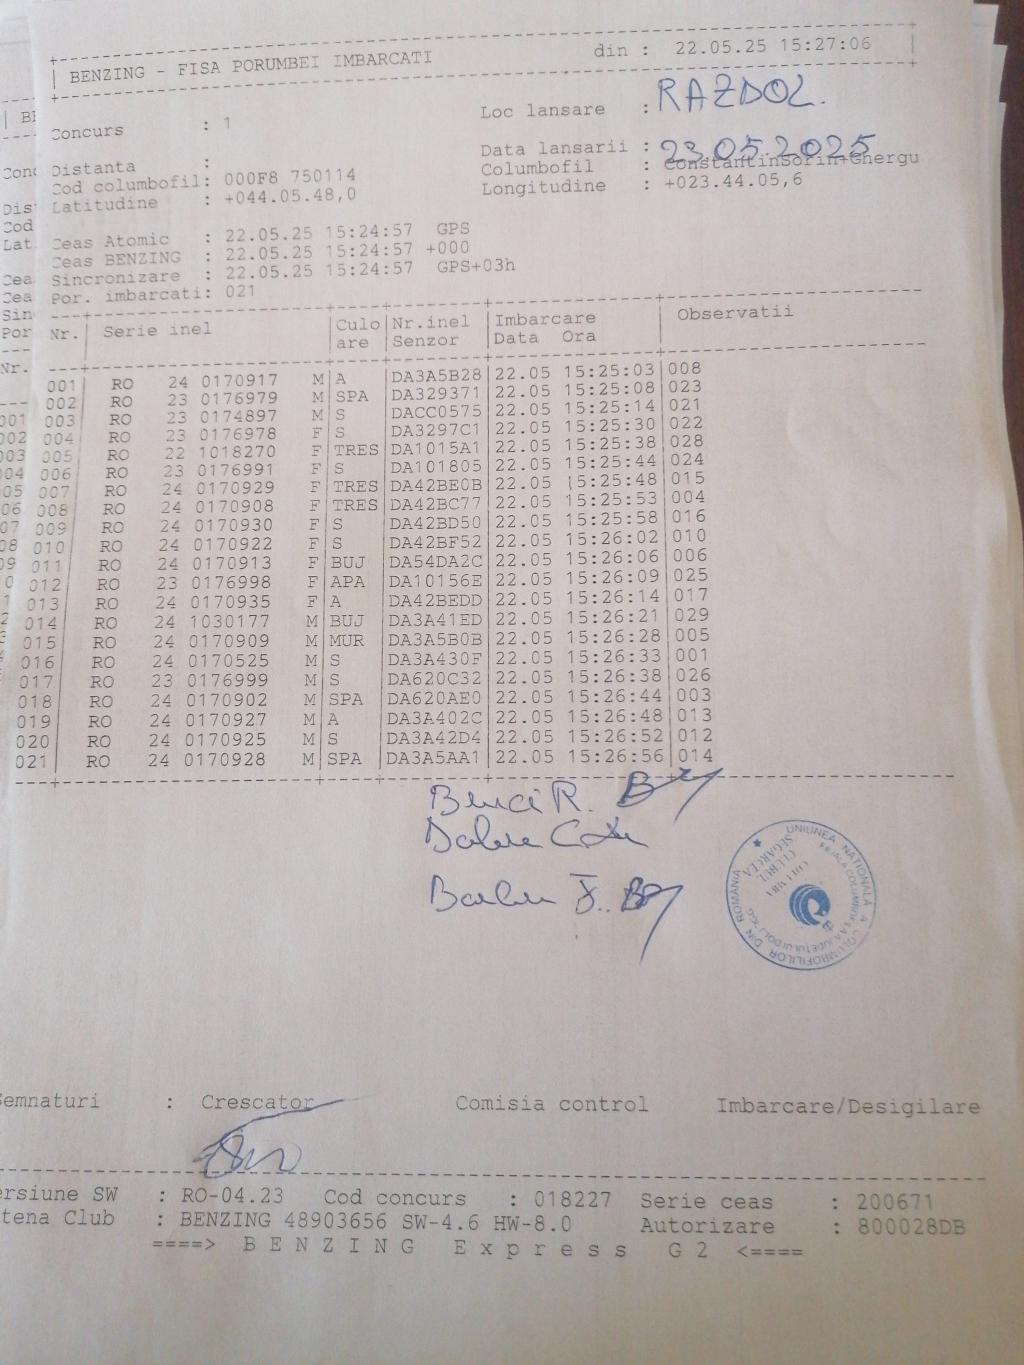 BENZING - FISA PORUMBEI IMBARCATI din : 22.05.25 15:27:06
Concurs : 1 Loc lansare : RAZDOL.
Distanta : Data lansarii : 23.05.2025
Cod columbofil: 000F8 750114 Columbofil : ConstantinSorin+Ghergu
Latitudine : +044.05.48,0 Longitudine : +023.44.05,6
Ceas Atomic : 22.05.25 15:24:57 GPS
Ceas BENZING : 22.05.25 15:24:57 +000
Sincronizare : 22.05.25 15:24:57 GPS+03h
Por. imbarcati: 021
Nr. Serie inel Culo Nr.inel Imbarcare Observatii
are Senzor Data Ora
001 RO 24 0170917 M A DA3A5B28 22.05 15:25:03 008
002 RO 23 0176979 M SPA DA329371 22.05 15:25:08 023
003 RO 23 0174897 M S DACC0575 22.05 15:25:14 021
004 RO 23 0176978 F S DA3297C1 22.05 15:25:30 022
005 RO 22 1018270 F TRES DA1015A1 22.05 15:25:38 028
006 RO 23 0176991 F S DA101805 22.05 15:25:44 024
007 RO 24 0170929 F TRES DA42BE0B 22.05 15:25:48 015
008 RO 24 0170908 F TRES DA42BC77 22.05 15:25:53 004
009 RO 24 0170930 F S DA42BD50 22.05 15:25:58 016
010 RO 24 0170922 F S DA42BF52 22.05 15:26:02 010
011 RO 24 0170913 F BUJ DA54DA2C 22.05 15:26:06 006
012 RO 23 0176998 F APA DA10156E 22.05 15:26:09 025
013 RO 24 0170935 F A DA42BEDD 22.05 15:26:14 017
014 RO 24 1030177 M BUJ DA3A41ED 22.05 15:26:21 029
015 RO 24 0170909 M MUR DA3A5B0B 22.05 15:26:28 005
016 RO 24 0170525 M S DA3A430F 22.05 15:26:33 001
017 RO 23 0176999 M S DA620C32 22.05 15:26:38 026
018 RO 24 0170902 M SPA DA620AE0 22.05 15:26:44 003
019 RO 24 0170927 M A DA3A402C 22.05 15:26:48 013
020 RO 24 0170925 M S DA3A42D4 22.05 15:26:52 012
021 RO 24 0170928 M SPA DA3A5AA1 22.05 15:26:56 014
UNIUNEA NATIONALA A COLUMBOFILILOR DIN ROMANIA
CLUBUL
SEGARCEA
Semnaturi : Crescator Comisia control Imbarcare/Desigilare
ersiune SW : RO-04.23 Cod concurs : 018227 Serie ceas : 200671
tena Club : BENZING 48903656 SW-4.6 HW-8.0 Autorizare : 800028DB
====> BENZING Express G2 <====